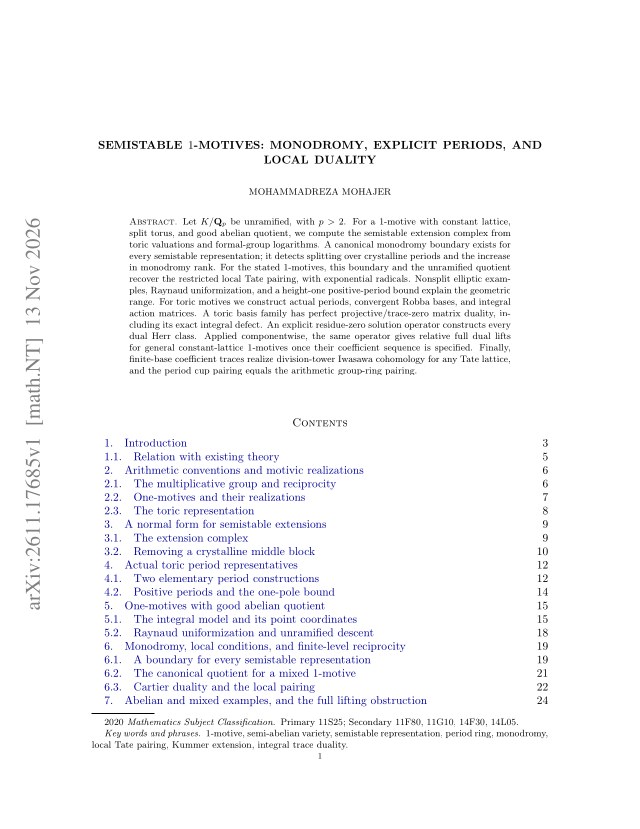 SEMISTABLE 1-MOTIVES: MONODROMY, EXPLICIT PERIODS, AND
LOCAL DUALITY
MOHAMMADREZA MOHAJER
ABSTRACT. Let K/Qp be unramified, with p > 2. For a 1-motive with constant lattice,
split torus, and good abelian quotient, we compute the semistable extension complex from
toric valuations and formal-group logarithms. A canonical monodromy boundary exists for
every semistable representation; it detects splitting over crystalline periods and the increase
in monodromy rank. For the stated 1-motives, this boundary and the unramified quotient
recover the restricted local Tate pairing, with exponential radicals. Nonsplit elliptic exam-
ples, Raynaud uniformization, and a height-one positive-period bound explain the geometric
range. For toric motives we construct actual periods, convergent Robba bases, and integral
action matrices. A toric basis family has perfect projective/trace-zero matrix duality, in-
cluding its exact integral defect. An explicit residue-zero solution operator constructs every
dual Herr class. Applied componentwise, the same operator gives relative full dual lifts
for general constant-lattice 1-motives once their coefficient sequence is specified. Finally,
finite-base coefficient traces realize division-tower Iwasawa cohomology for any Tate lattice,
and the period cup pairing equals the arithmetic group-ring pairing.
CONTENTS
1. Introduction 3
1.1. Relation with existing theory 5
2. Arithmetic conventions and motivic realizations 6
2.1. The multiplicative group and reciprocity 6
2.2. One-motives and their realizations 7
2.3. The toric representation 8
3. A normal form for semistable extensions 9
3.1. The extension complex 9
3.2. Removing a crystalline middle block 10
4. Actual toric period representatives 12
4.1. Two elementary period constructions 12
4.2. Positive periods and the one-pole bound 14
5. One-motives with good abelian quotient 15
5.1. The integral model and its point coordinates 15
5.2. Raynaud uniformization and unramified descent 18
6. Monodromy, local conditions, and finite-level reciprocity 19
6.1. A boundary for every semistable representation 19
6.2. The canonical quotient for a mixed 1-motive 21
6.3. Cartier duality and the local pairing 22
7. Abelian and mixed examples, and the full lifting obstruction 24
2020 Mathematics Subject Classification. Primary 11S25; Secondary 11F80, 11G10, 14F30, 14L05.
Key words and phrases. 1-motive, semi-abelian variety, semistable representation, period ring, monodromy,
local Tate pairing, Kummer extension, integral trace duality.
1
arXiv:2611.17685v1 [math.NT] 13 Nov 2026